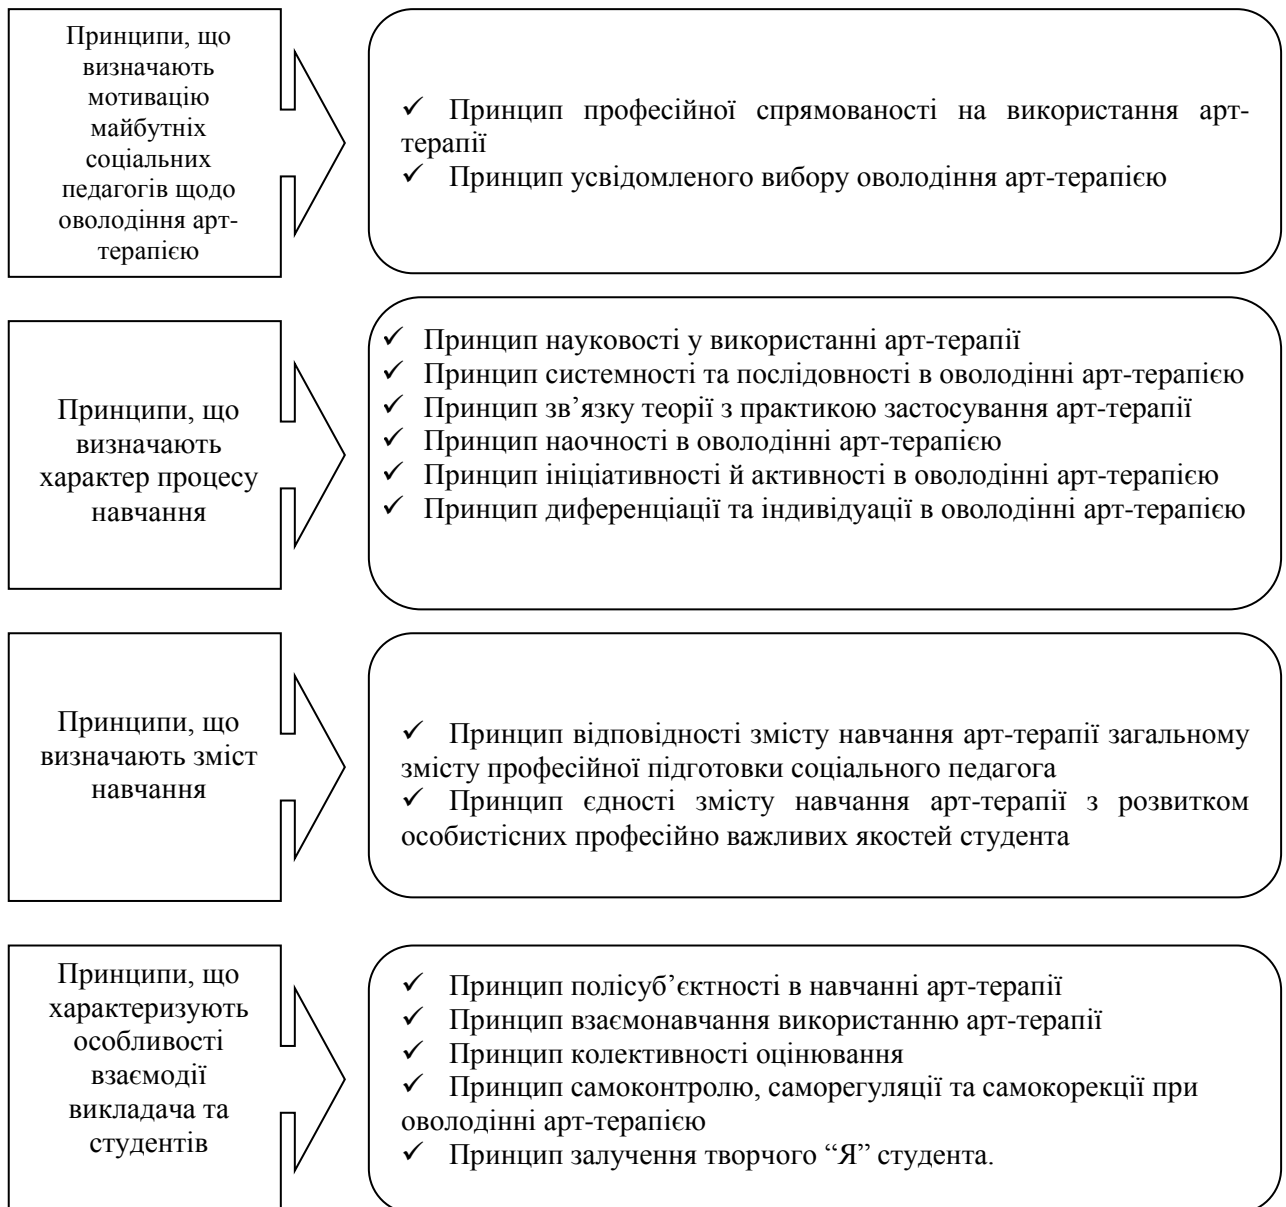 Принципи, що
визначають
мотивацію
майбутніх
соціальних
педагогів щодо
оволодіння арт-
терапією
✓ Принцип професійної спрямованості на використання арт-
терапії
✓ Принцип усвідомленого вибору оволодіння арт-терапією
Принципи, що
визначають
характер процесу
навчання
✓ Принцип науковості у використанні арт-терапії
✓ Принцип системності та послідовності в оволодінні арт-терапією
✓ Принцип зв’язку теорії з практикою застосування арт-терапії
✓ Принцип наочності в оволодінні арт-терапією
✓ Принцип ініціативності й активності в оволодінні арт-терапією
✓ Принцип диференціації та індивідуації в оволодінні арт-терапією
Принципи, що
визначають зміст
навчання
✓ Принцип відповідності змісту навчання арт-терапії загальному
змісту професійної підготовки соціального педагога
✓ Принцип єдності змісту навчання арт-терапії з розвитком
особистісних професійно важливих якостей студента
Принципи, що
характеризують
особливості
взаємодії
викладача та
студентів
✓ Принцип полісуб’єктності в навчанні арт-терапії
✓ Принцип взаємонавчання використанню арт-терапії
✓ Принцип колективності оцінювання
✓ Принцип самоконтролю, саморегуляції та самокорекції при
оволодінні арт-терапією
✓ Принцип залучення творчого “Я” студента.